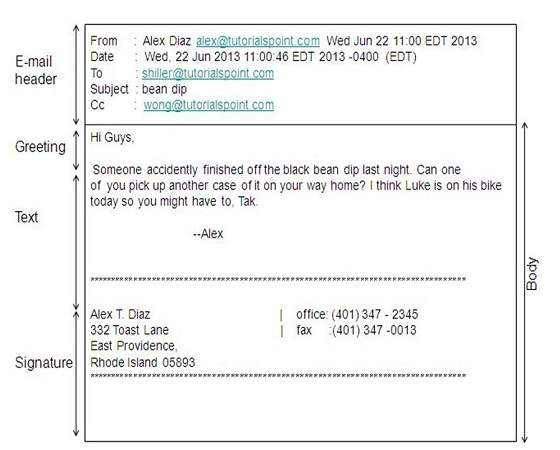 From : Alex Diaz alex@tutorialspoint.com Wed Jun 22 11:00 EDT 2013
Date : Wed, 22 Jun 2013 11:00:46 EDT 2013 -0400 (EDT)
To : shiller@tutorialspoint.com
Subject : bean dip
Cc : wong@tutorialspoint.com
E-mail
header
Greeting
Hi Guys,
Someone accidently finished off the black bean dip last night. Can one
of you pick up another case of it on your way home? I think Luke is on his bike
today so you might have to, Tak.
Text
--Alex
Body
******************************************************************************************
Alex T. Diaz | office: (401) 347 - 2345
332 Toast Lane | fax :(401) 347 -0013
East Providence,
Rhode Island 05893
Signature
******************************************************************************************